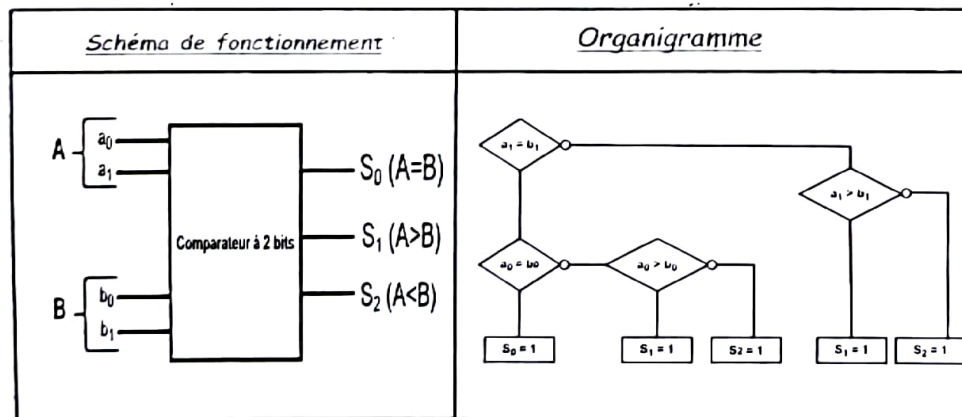 Schéma de fonctionnement
Organigramme
A
a₀
a₁
B
b₀
b₁
Comparateur à 2 bits
S₀ (A=B)
S₁ (A>B)
S₂ (A<B)
a₁ = b₁
a₁ > b₁
a₀ = b₀
a₀ > b₀
S₀ = 1
S₁ = 1
S₂ = 1
S₁ = 1
S₂ = 1